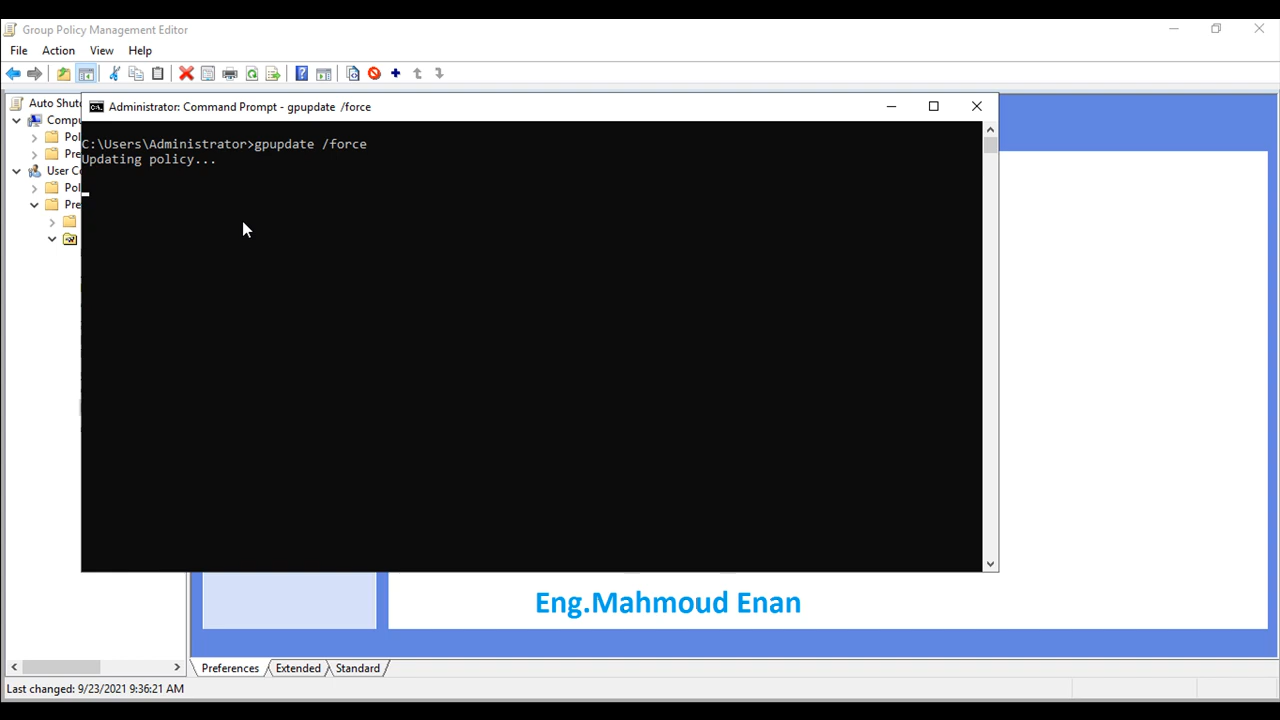 Group Policy Management Editor
File Action View Help
Auto Shut
Administrator: Command Prompt - gpupdate /force
Compu
Pol
Pre
User Co
Pol
Pre
C:\Users\Administrator>gpupdate /force
Updating policy...
Eng.Mahmoud Enan
Preferences Extended Standard
Last changed: 9/23/2021 9:36:21 AM